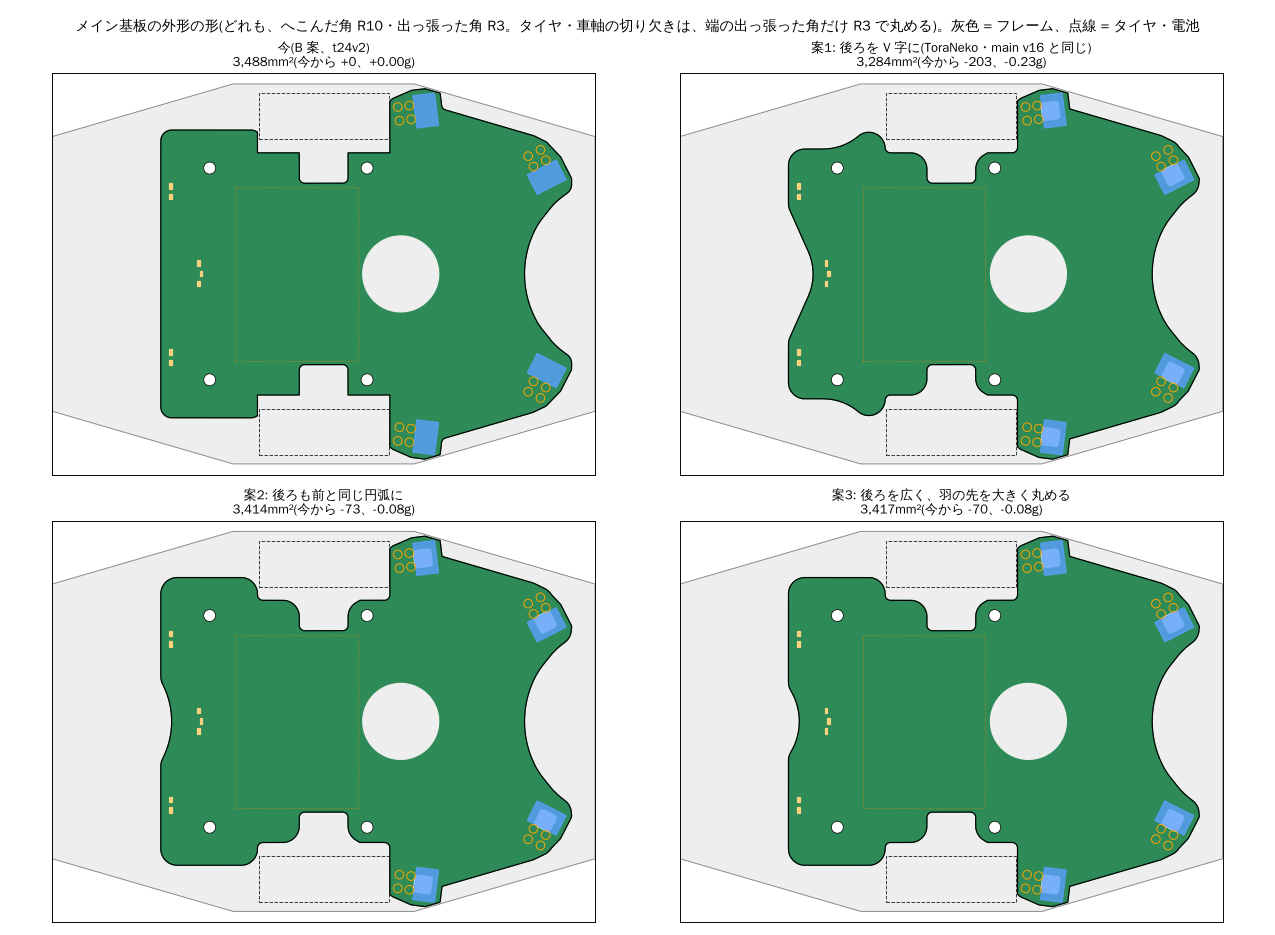 メイン基板の外形の形(どれも、へこんだ角 R10・出っ張った角 R3。タイヤ・車軸の切り欠きは、端の出っ張った角だけ R3 で丸める)。灰色 = フレーム、点線 = タイヤ・電池
今(B 案、t24v2)
3,488mm²(今から +0、+0.00g)
案1: 後ろを V 字に(ToraNeko・main v16 と同じ)
3,284mm²(今から -203、-0.23g)
案2: 後ろも前と同じ円弧に
3,414mm²(今から -73、-0.08g)
案3: 後ろを広く、羽の先を大きく丸める
3,417mm²(今から -70、-0.08g)